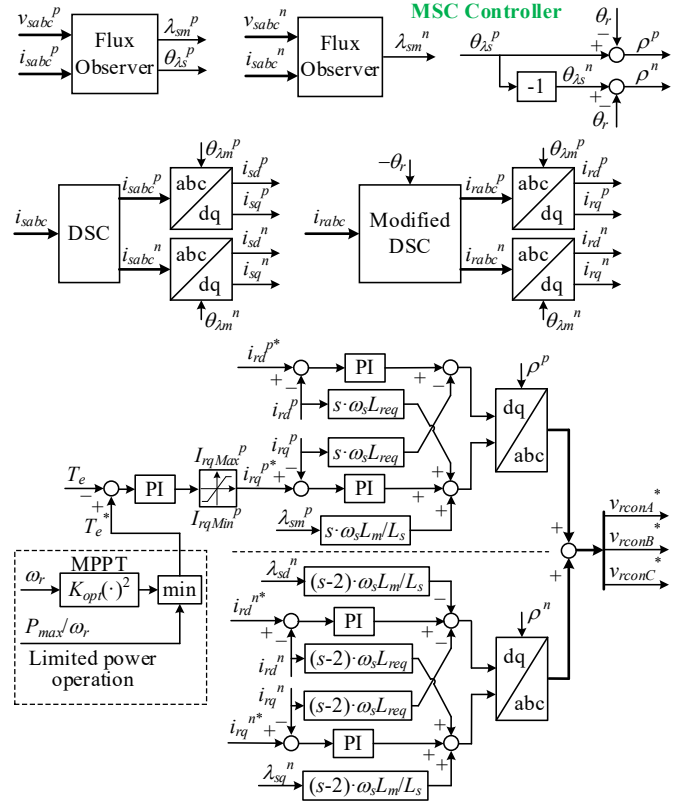 MSC Controller
v_sabc^p
i_sabc^p
Flux
Observer
λ_sm^p
θ_λs^p
v_sabc^n
i_sabc^n
Flux
Observer
λ_sm^n
θ_λs^p
θ_r
−
+
ρ^p
-1
θ_λs^n
+
−
θ_r
ρ^n
i_sabc
DSC
i_sabc^p
i_sabc^n
θ_λm^p
abc
dq
i_sd^p
i_sq^p
abc
dq
i_sd^n
i_sq^n
θ_λm^n
−θ_r
i_rabc
Modified
DSC
i_rabc^p
i_rabc^n
θ_λm^p
abc
dq
i_rd^p
i_rq^p
abc
dq
i_rd^n
i_rq^n
θ_λm^n
i_rd^p*
+
−
PI
+
−
i_rd^p
s·ω_sL_req
i_rq^p
s·ω_sL_req
T_e
−
+
T_e^*
PI
I_rqMax^p
I_rqMin^p
i_rq^p*
+
−
PI
+
+
+
λ_sm^p
s·ω_sL_m/L_s
ρ^p
dq
abc
MPPT
ω_r
K_opt(·)^2
min
P_max/ω_r
Limited power
operation
λ_sd^n
(s-2)·ω_sL_m/L_s
i_rd^n*
+
−
PI
−
+
−
i_rd^n
(s-2)·ω_sL_req
i_rq^n
(s-2)·ω_sL_req
i_rq^n*
+
−
PI
+
+
+
λ_sq^n
(s-2)·ω_sL_m/L_s
ρ^n
dq
abc
+
+
v_rconA^*
v_rconB^*
v_rconC^*